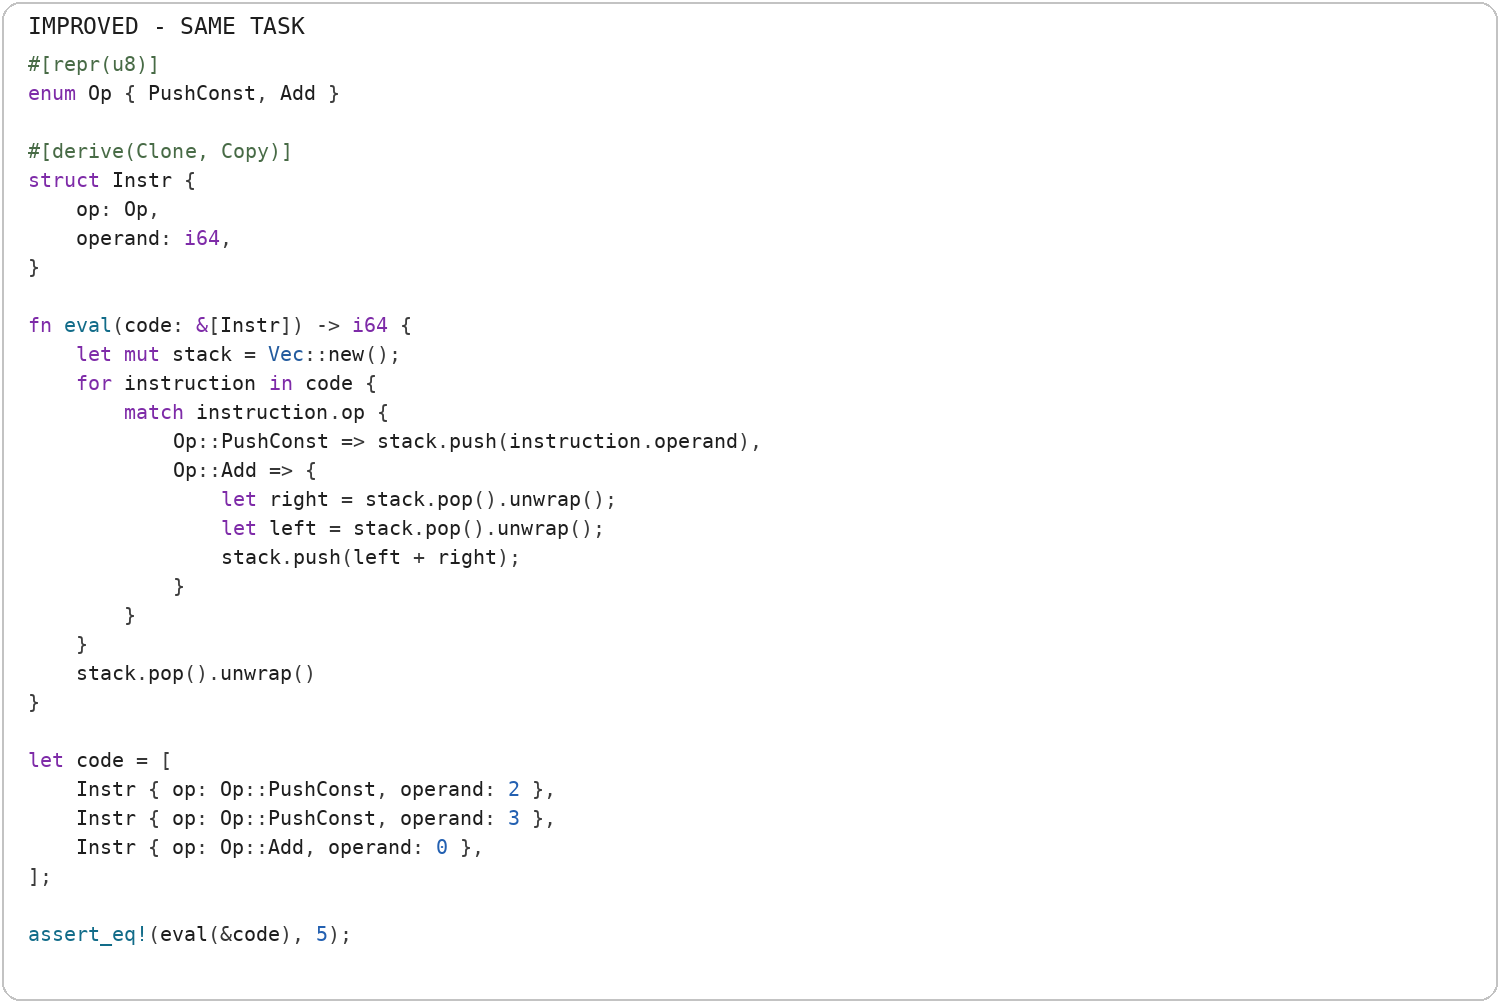 IMPROVED - SAME TASK
#[repr(u8)]
enum Op { PushConst, Add }

#[derive(Clone, Copy)]
struct Instr {
    op: Op,
    operand: i64,
}

fn eval(code: &[Instr]) -> i64 {
    let mut stack = Vec::new();
    for instruction in code {
        match instruction.op {
            Op::PushConst => stack.push(instruction.operand),
            Op::Add => {
                let right = stack.pop().unwrap();
                let left = stack.pop().unwrap();
                stack.push(left + right);
            }
        }
    }
    stack.pop().unwrap()
}

let code = [
    Instr { op: Op::PushConst, operand: 2 },
    Instr { op: Op::PushConst, operand: 3 },
    Instr { op: Op::Add, operand: 0 },
];

assert_eq!(eval(&code), 5);